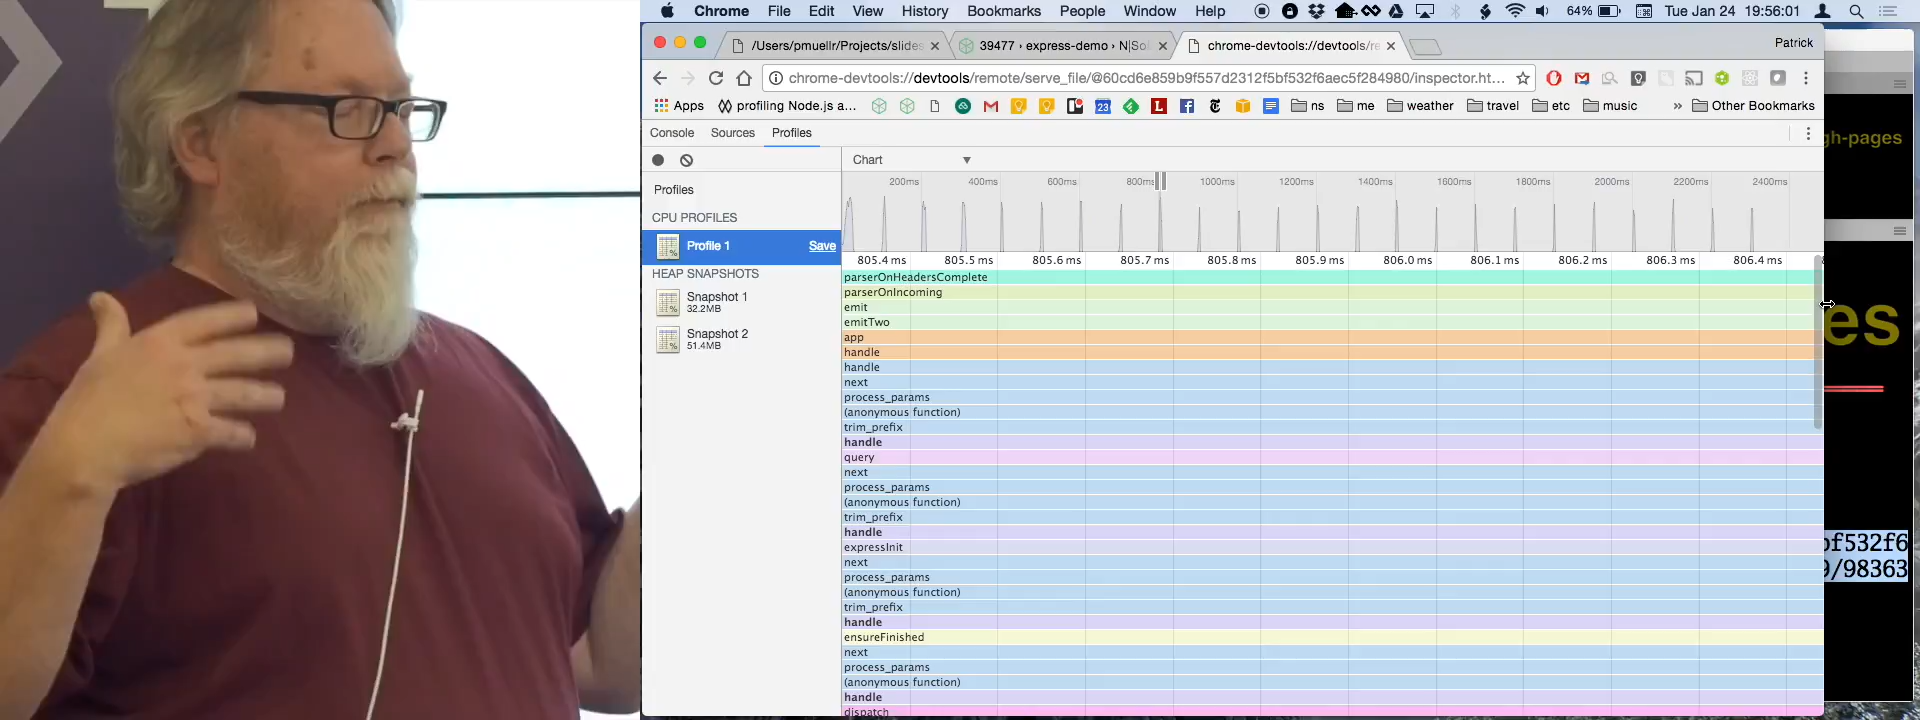 Chrome File Edit View History Bookmarks People Window Help 64% Tue Jan 24 19:56:01
/Users/pmuellr/Projects/slides 39477 › express-demo › N|Sol chrome-devtools://devtools/re Patrick
chrome-devtools://devtools/remote/serve_file/@60cd6e859b9f557d2312f5bf532f6aec5f284980/inspector.ht...
Apps profiling Node.js a... 23 L ns me weather travel etc music » Other Bookmarks
gh-pages
Console Sources Profiles
Chart
Profiles
200ms 400ms 600ms 800ms 1000ms 1200ms 1400ms 1600ms 1800ms 2000ms 2200ms 2400ms
CPU PROFILES
Profile 1 Save
HEAP SNAPSHOTS
Snapshot 1
32.2MB
Snapshot 2
51.4MB
805.4 ms 805.5 ms 805.6 ms 805.7 ms 805.8 ms 805.9 ms 806.0 ms 806.1 ms 806.2 ms 806.3 ms 806.4 ms
parserOnHeadersComplete
parserOnIncoming
emit
emitTwo
app
handle
handle
next
process_params
(anonymous function)
trim_prefix
handle
query
next
process_params
(anonymous function)
trim_prefix
handle
expressInit
next
process_params
(anonymous function)
trim_prefix
handle
ensureFinished
next
process_params
(anonymous function)
handle
dispatch
es
bf532f6
9/98363